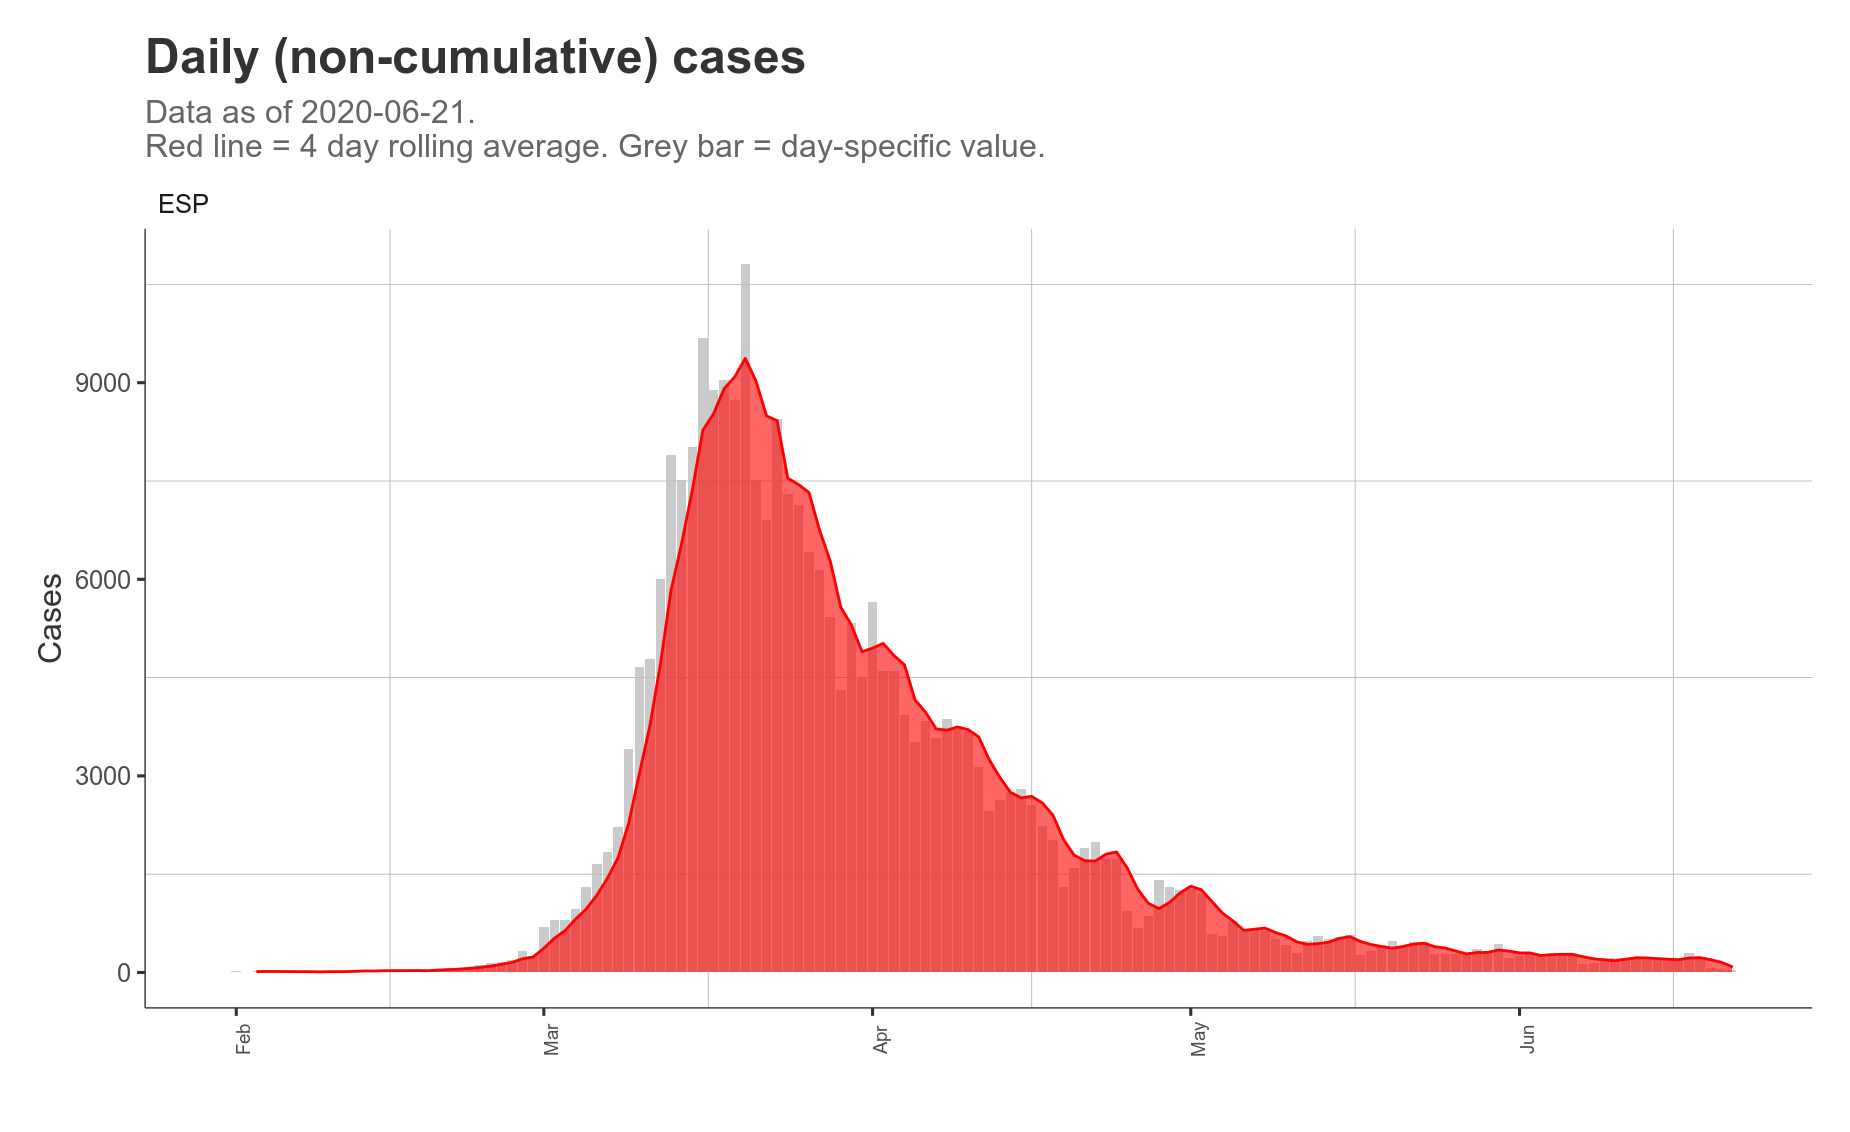 Daily (non-cumulative) cases
Data as of 2020-06-21.
Red line = 4 day rolling average. Grey bar = day-specific value.
ESP
Cases
9000
6000
3000
0
Feb
Mar
Apr
May
Jun